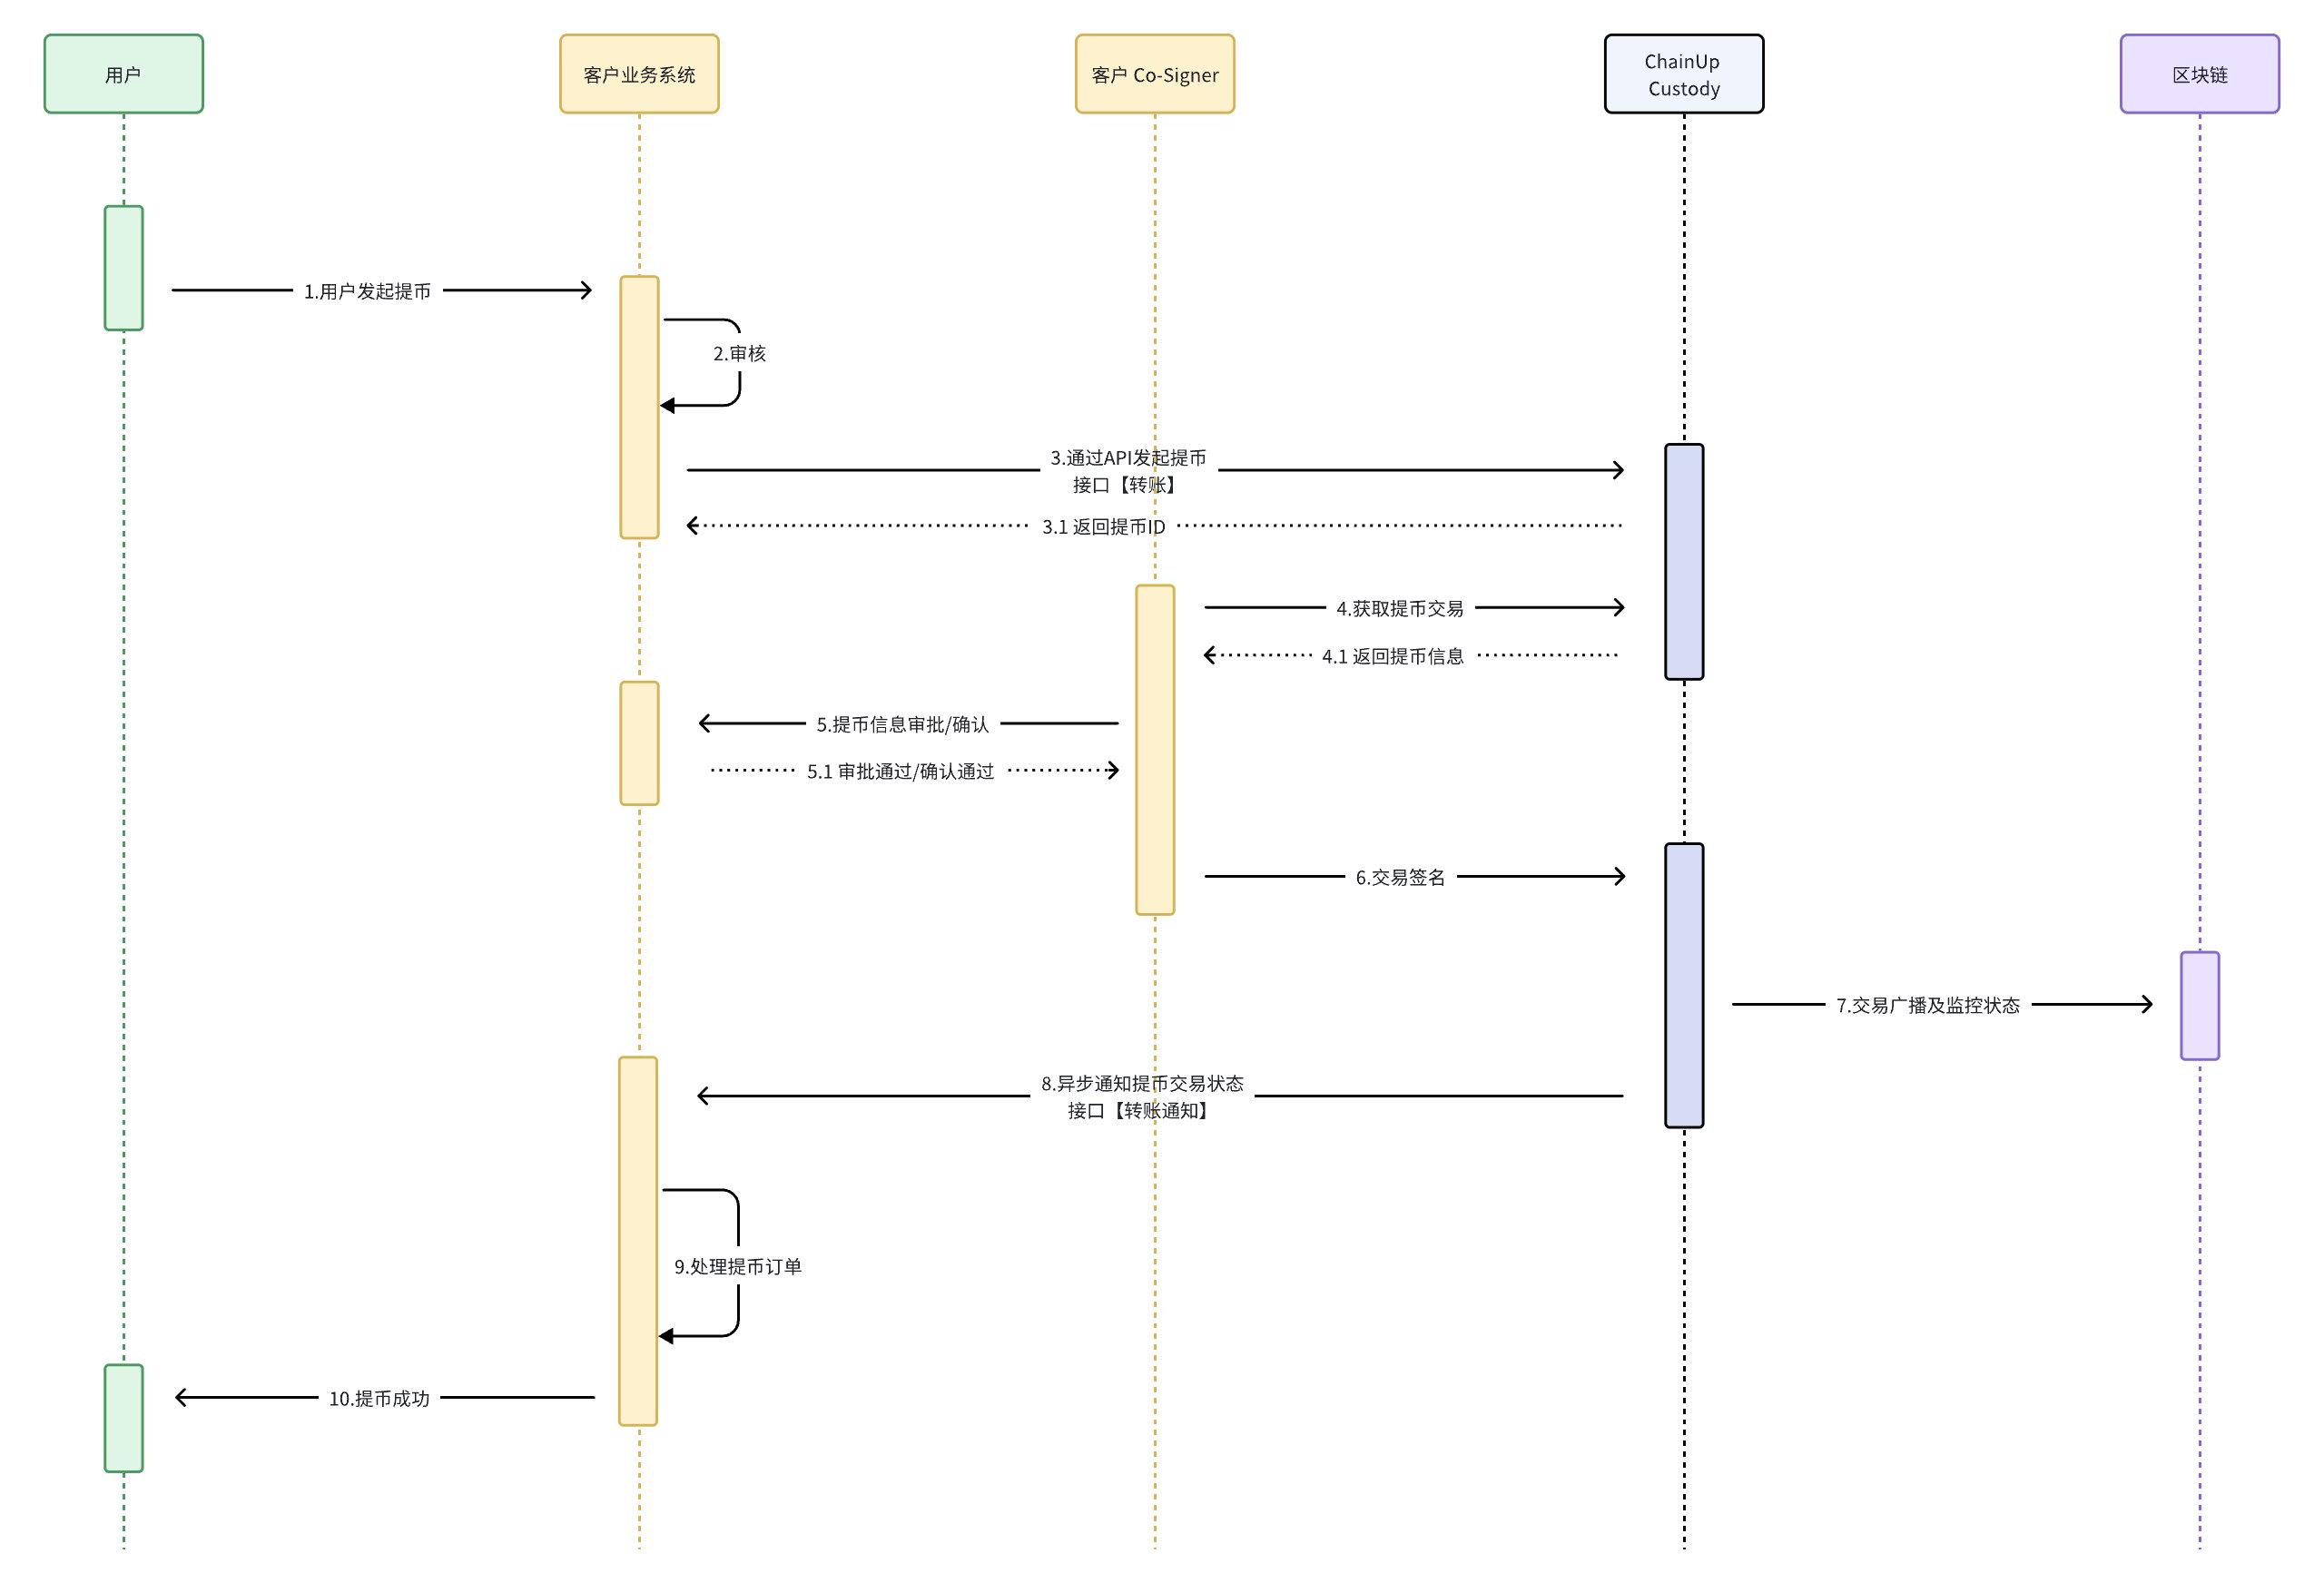 用户
客户业务系统
客户 Co-Signer
ChainUp
Custody
区块链
1.用户发起提币
2.审核
3.通过API发起提币
接口【转账】
3.1 返回提币ID
4.获取提币交易
4.1 返回提币信息
5.提币信息审批/确认
5.1 审批通过/确认通过
6.交易签名
7.交易广播及监控状态
8.异步通知提币交易状态
接口【转账通知】
9.处理提币订单
10.提币成功